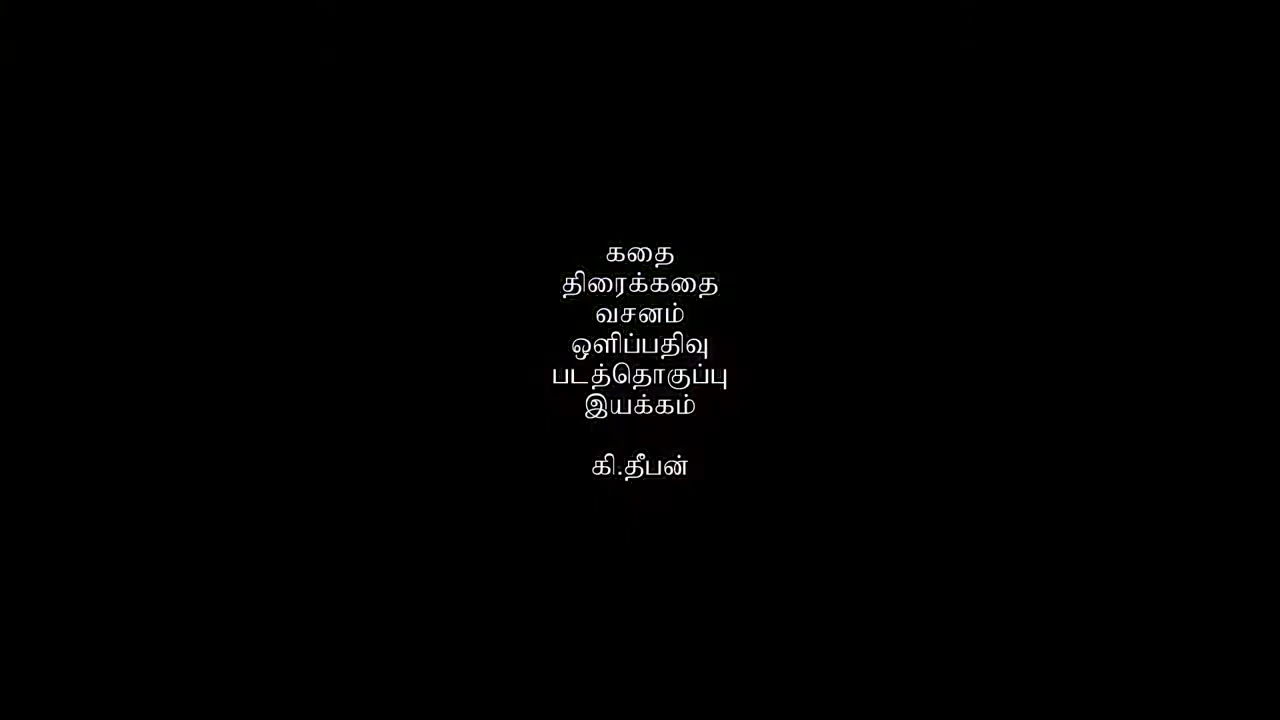 கதை
திரைக்கதை
வசனம்
ஒளிப்பதிவு
படத்தொகுப்பு
இயக்கம்
கி.தீபன்